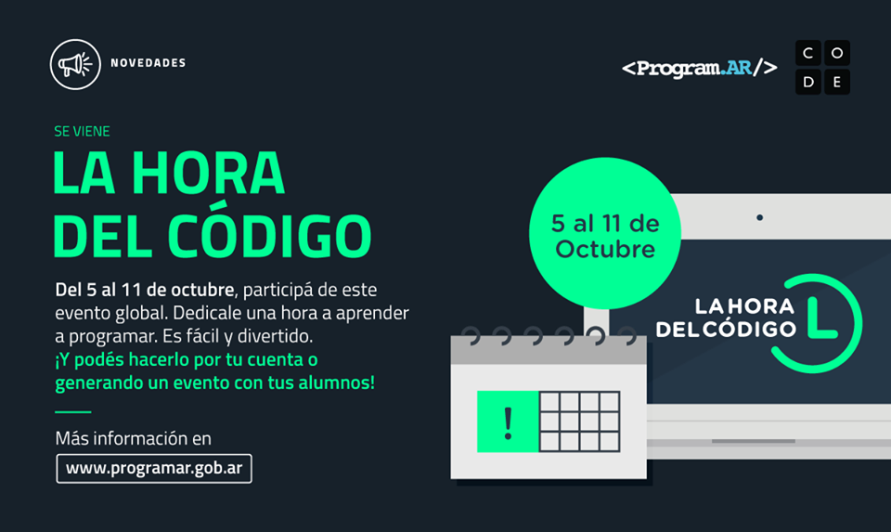 NOVEDADES
<Program.AR/>
C O
D E
SE VIENE
LA HORA
DEL CÓDIGO
Del 5 al 11 de octubre, participá de este
evento global. Dedicale una hora a aprender
a programar. Es fácil y divertido.
¡Y podés hacerlo por tu cuenta o
generando un evento con tus alumnos!
Más información en
www.programar.gob.ar
5 al 11 de
Octubre
LA HORA
DEL CÓDIGO
!